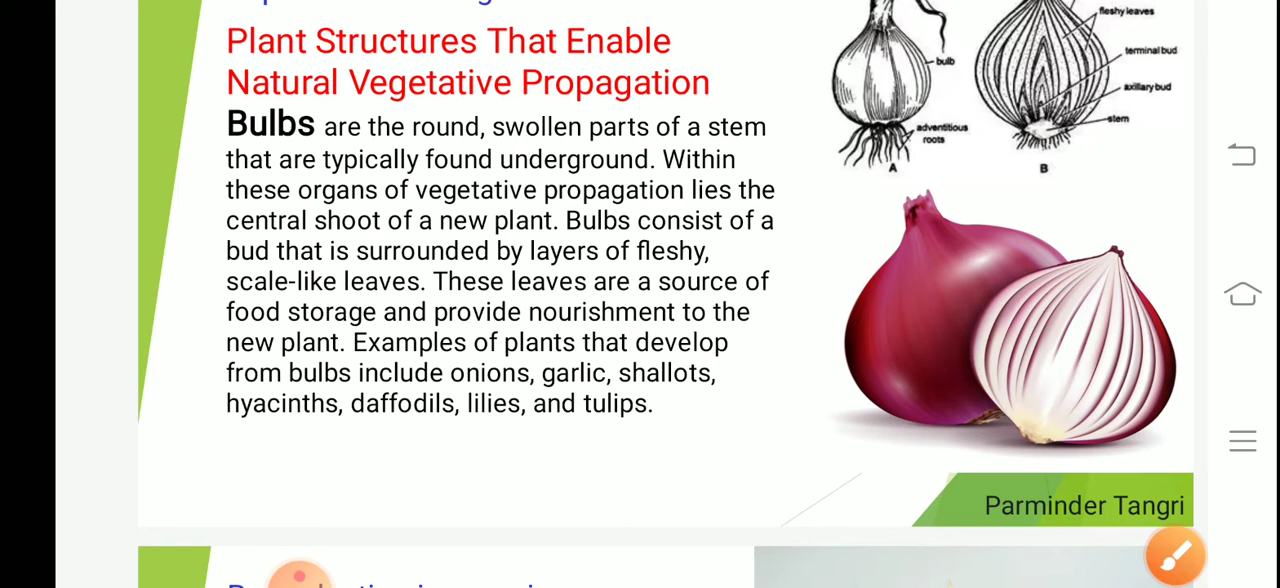 Plant Structures That Enable
Natural Vegetative Propagation
Bulbs are the round, swollen parts of a stem
that are typically found underground. Within
these organs of vegetative propagation lies the
central shoot of a new plant. Bulbs consist of a
bud that is surrounded by layers of fleshy,
scale-like leaves. These leaves are a source of
food storage and provide nourishment to the
new plant. Examples of plants that develop
from bulbs include onions, garlic, shallots,
hyacinths, daffodils, lilies, and tulips.
fleshy leaves
terminal bud
bulb
axillary bud
stem
adventitious
roots
A
B
Parminder Tangri